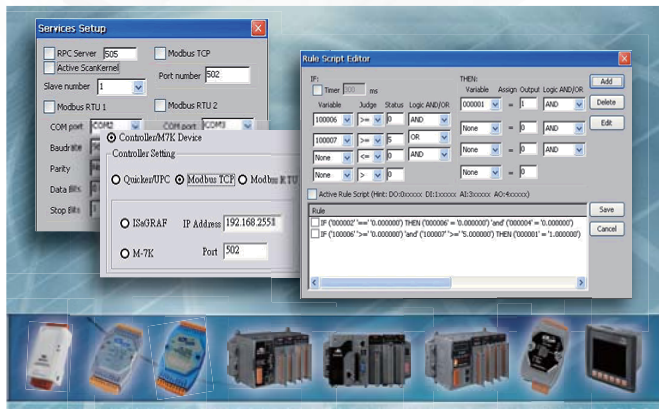 Services Setup
RPC Server 505
Modbus TCP
Active ScanKernel
Port number 502
Slave number 1
Modbus RTU 1
Modbus RTU 2
COM port COM2
COM port COM3
Baudrate
Parity
Data Bits
Stop Bits
Controller/M7K Device
Controller Setting
Quicker/UPC Modbus TCP Modbus RTU
ISaGRAF IP Address 192.168.255.1
M-7K Port 502
Rule Script Editor
IF:
Timer 300 ms
Variable Judge Status Logic AND/OR
100006 >= 0 AND
100007 >= 5 OR
None <= 0 AND
None > 0
THEN:
Variable Assign Output Logic AND/OR
000001 = 1 AND
None = 0 AND
None = 0
Add
Delete
Edit
Active Rule Script (Hint: DO:0xxxxx DI:1xxxxx AI:3xxxxx AO:4xxxxx)
Rule
IF ('000002' '==' '0.000000') THEN ('000006' = '0.000000') 'and' ('000004' = '0.000000')
IF ('100006' '>=' '0.000000') 'and' ('100007' '>=' '5.000000') THEN ('000001' = '1.000000')
Save
Cancel